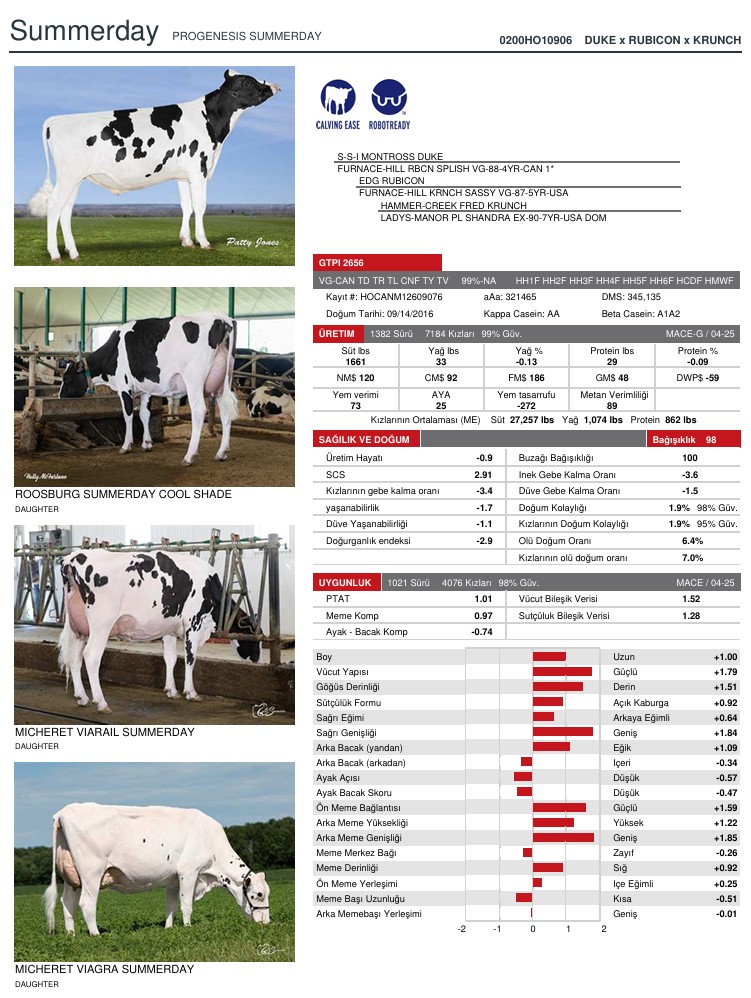 Summerday PROGENESIS SUMMERDAY
0200HO10906 DUKE x RUBICON x KRUNCH
Patty Jones
CALVING EASE
ROBOTREADY
S-S-I MONTROSS DUKE
FURNACE-HILL RBCN SPLISH VG-88-4YR-CAN 1*
EDG RUBICON
FURNACE-HILL KRNCH SASSY VG-87-5YR-USA
HAMMER-CREEK FRED KRUNCH
LADYS-MANOR PL SHANDRA EX-90-7YR-USA DOM
GTPI 2656
VG-CAN TD TR TL CNF TY TV 99%-NA HH1F HH2F HH3F HH4F HH5F HH6F HCDF HMWF
Kayıt #: HOCANM12609076 aAa: 321465 DMS: 345,135
Doğum Tarihi: 09/14/2016 Kappa Casein: AA Beta Casein: A1A2
ÜRETIM 1382 Sürü 7184 Kızları 99% Güv. MACE-G / 04-25
Süt lbs Yağ lbs Yağ % Protein lbs Protein %
1661 33 -0.13 29 -0.09
NM$ 120 CM$ 92 FM$ 186 GM$ 48 DWP$ -59
Yem verimi AYA Yem tasarrufu Metan Verimliliği
73 25 -272 89
Kızlarının Ortalaması (ME) Süt 27,257 lbs Yağ 1,074 lbs Protein 862 lbs
SAĞILIK VE DOĞUM Bağışıklık 98
Üretim Hayatı -0.9 Buzağı Bağışıklığı 100
SCS 2.91 Inek Gebe Kalma Oranı -3.6
Kızlarının gebe kalma oranı -3.4 Düve Gebe Kalma Oranı -1.5
yaşanabilirlik -1.7 Doğum Kolaylığı 1.9% 98% Güv.
Düve Yaşanabilirliği -1.1 Kızlarının Doğum Kolaylığı 1.9% 95% Güv.
Doğurganlık endeksi -2.9 Olü Doğum Oranı 6.4%
Kızlarının olü doğum oranı 7.0%
UYGUNLUK 1021 Sürü 4076 Kızları 98% Güv. MACE / 04-25
PTAT 1.01 Vücut Bileşik Verisi 1.52
Meme Komp 0.97 Sutçüluk Bileşik Verisi 1.28
Ayak - Bacak Komp -0.74
Boy Uzun +1.00
Vücut Yapısı Güçlü +1.79
Göğüs Derinliği Derin +1.51
Sütçülük Formu Açık Kaburga +0.92
Sağrı Eğimi Arkaya Eğimli +0.64
Sağrı Genişliği Geniş +1.84
Arka Bacak (yandan) Eğik +1.09
Arka Bacak (arkadan) Içeri -0.34
Ayak Açısı Düşük -0.57
Ayak Bacak Skoru Düşük -0.47
Ön Meme Bağlantısı Güçlü +1.59
Arka Meme Yüksekliği Yüksek +1.22
Arka Meme Genişliği Geniş +1.85
Meme Merkez Bağı Zayıf -0.26
Meme Derinliği Sığ +0.92
Ön Meme Yerleşimi Içe Eğimli +0.25
Meme Başı Uzunluğu Kısa -0.51
Arka Memebaşı Yerleşimi Geniş -0.01
-2 -1 0 1 2
ROOSBURG SUMMERDAY COOL SHADE
DAUGHTER
MICHERET VIARAIL SUMMERDAY
DAUGHTER
MICHERET VIAGRA SUMMERDAY
DAUGHTER